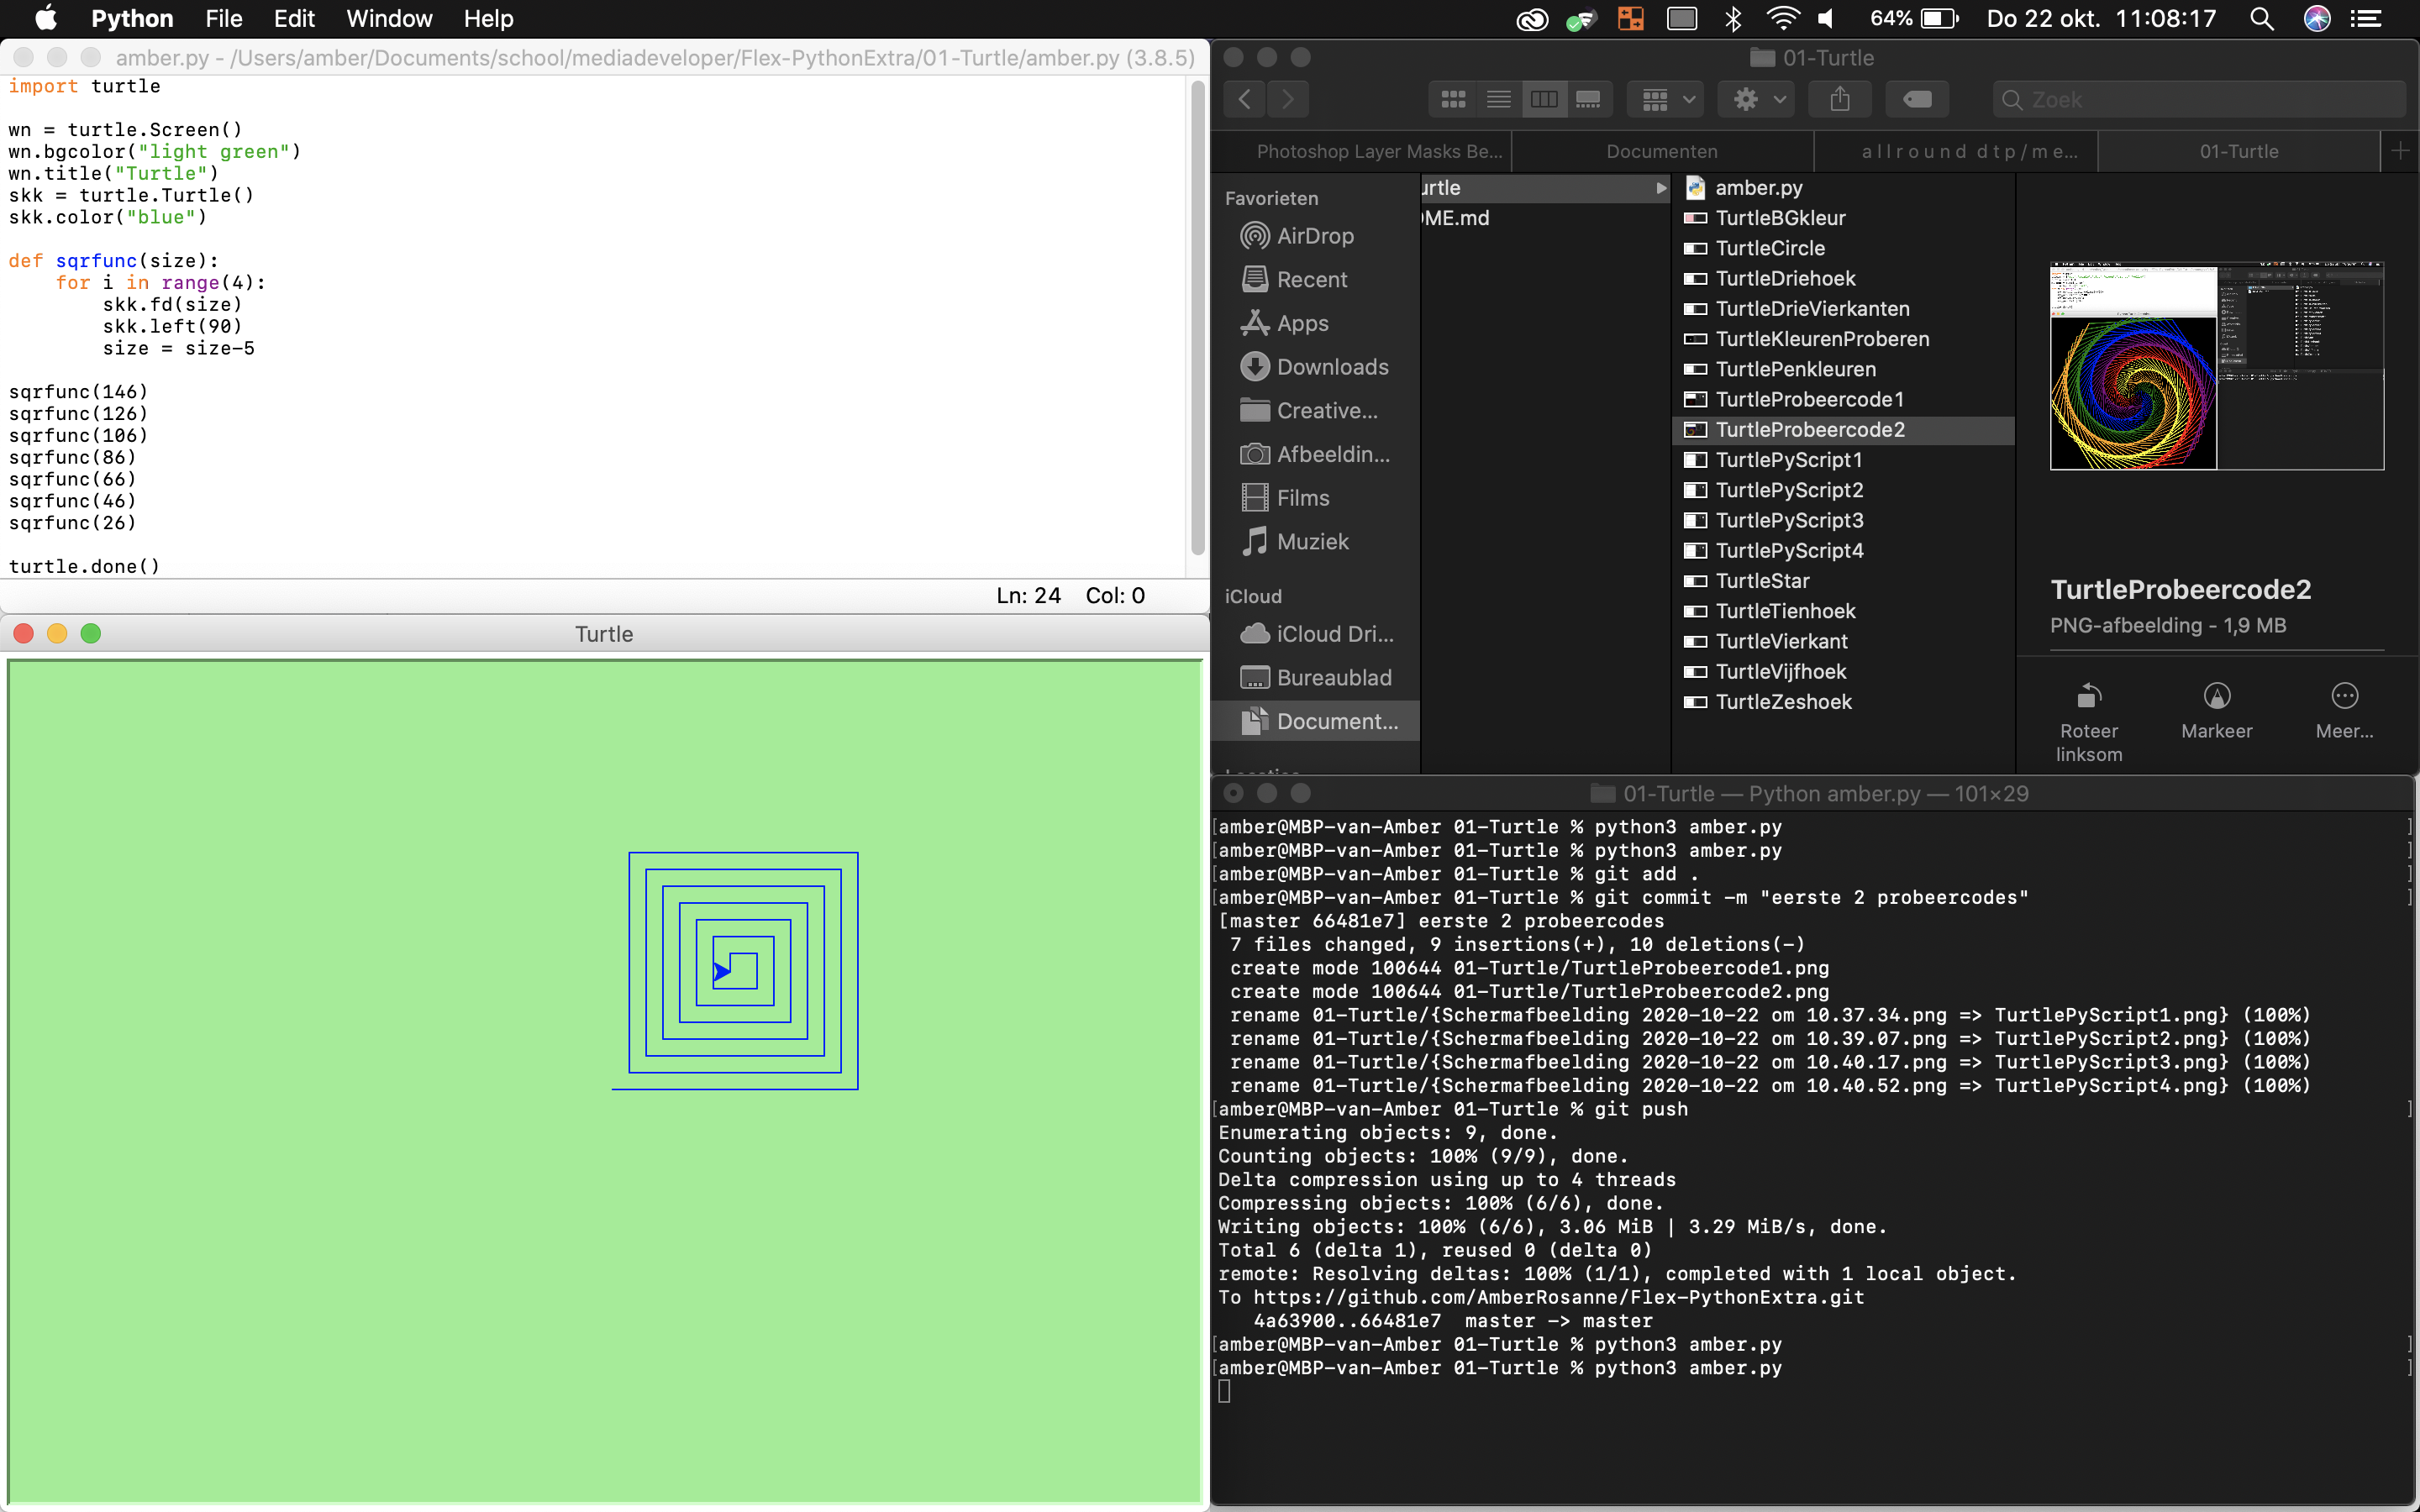 Python File Edit Window Help 64% Do 22 okt. 11:08:17
amber.py - /Users/amber/Documents/school/mediadeveloper/Flex-PythonExtra/01-Turtle/amber.py (3.8.5)
import turtle
wn = turtle.Screen()
wn.bgcolor("light green")
wn.title("Turtle")
skk = turtle.Turtle()
skk.color("blue")
def sqrfunc(size):
    for i in range(4):
        skk.fd(size)
        skk.left(90)
        size = size-5
sqrfunc(146)
sqrfunc(126)
sqrfunc(106)
sqrfunc(86)
sqrfunc(66)
sqrfunc(46)
sqrfunc(26)
turtle.done()
Ln: 24 Col: 0
Turtle
01-Turtle
Zoek
Photoshop Layer Masks Be... Documenten allround dtp/me... 01-Turtle
Favorieten
AirDrop
Recent
Apps
Downloads
Creative...
Afbeeldin...
Films
Muziek
iCloud
iCloud Dri...
Bureaublad
Document...
urtle
ME.md
amber.py
TurtleBGkleur
TurtleCircle
TurtleDriehoek
TurtleDrieVierkanten
TurtleKleurenProberen
TurtlePenkleuren
TurtleProbeercode1
TurtleProbeercode2
TurtlePyScript1
TurtlePyScript2
TurtlePyScript3
TurtlePyScript4
TurtleStar
TurtleTienhoek
TurtleVierkant
TurtleVijfhoek
TurtleZeshoek
TurtleProbeercode2
PNG-afbeelding - 1,9 MB
Roteer linksom
Markeer
Meer...
01-Turtle — Python amber.py — 101×29
[amber@MBP-van-Amber 01-Turtle % python3 amber.py ]
[amber@MBP-van-Amber 01-Turtle % python3 amber.py ]
[amber@MBP-van-Amber 01-Turtle % git add . ]
[amber@MBP-van-Amber 01-Turtle % git commit -m "eerste 2 probeercodes" ]
[master 66481e7] eerste 2 probeercodes
 7 files changed, 9 insertions(+), 10 deletions(-)
 create mode 100644 01-Turtle/TurtleProbeercode1.png
 create mode 100644 01-Turtle/TurtleProbeercode2.png
 rename 01-Turtle/{Schermafbeelding 2020-10-22 om 10.37.34.png => TurtlePyScript1.png} (100%)
 rename 01-Turtle/{Schermafbeelding 2020-10-22 om 10.39.07.png => TurtlePyScript2.png} (100%)
 rename 01-Turtle/{Schermafbeelding 2020-10-22 om 10.40.17.png => TurtlePyScript3.png} (100%)
 rename 01-Turtle/{Schermafbeelding 2020-10-22 om 10.40.52.png => TurtlePyScript4.png} (100%)
[amber@MBP-van-Amber 01-Turtle % git push ]
Enumerating objects: 9, done.
Counting objects: 100% (9/9), done.
Delta compression using up to 4 threads
Compressing objects: 100% (6/6), done.
Writing objects: 100% (6/6), 3.06 MiB | 3.29 MiB/s, done.
Total 6 (delta 1), reused 0 (delta 0)
remote: Resolving deltas: 100% (1/1), completed with 1 local object.
To https://github.com/AmberRosanne/Flex-PythonExtra.git
   4a63900..66481e7  master -> master
[amber@MBP-van-Amber 01-Turtle % python3 amber.py ]
[amber@MBP-van-Amber 01-Turtle % python3 amber.py ]